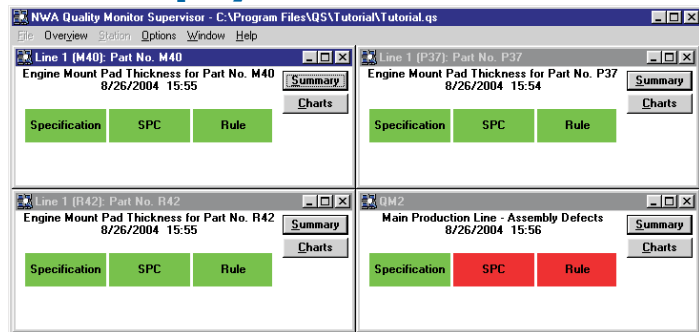 NWA Quality Monitor Supervisor - C:\Program Files\QS\Tutorial\Tutorial.qs
File Overview Station Options Window Help
Line 1 (M40): Part No. M40
Engine Mount Pad Thickness for Part No. M40
8/26/2004 15:55
Summary
Charts
Specification SPC Rule
Line 1 (P37): Part No. P37
Engine Mount Pad Thickness for Part No. P37
8/26/2004 15:54
Summary
Charts
Specification SPC Rule
Line 1 (R42): Part No. R42
Engine Mount Pad Thickness for Part No. R42
8/26/2004 15:55
Summary
Charts
Specification SPC Rule
QM2
Main Production Line - Assembly Defects
8/26/2004 15:56
Summary
Charts
Specification SPC Rule